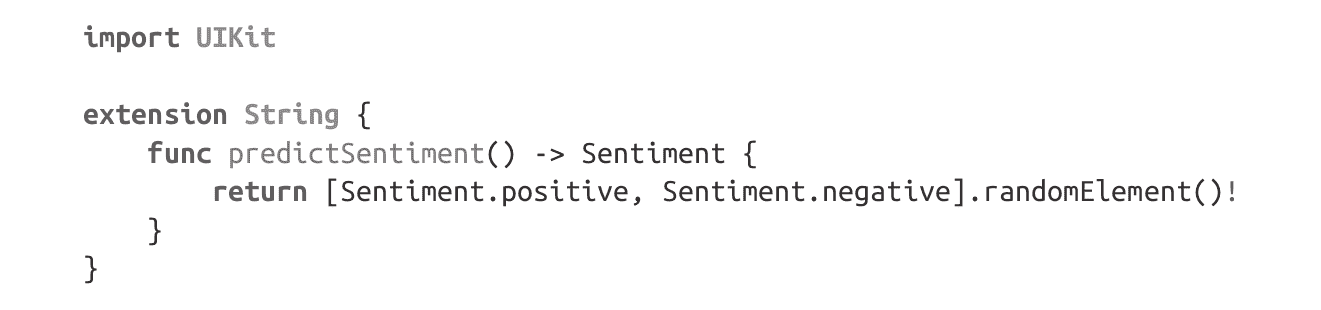 import UIKit
extension String {
func predictSentiment() -> Sentiment {
return [Sentiment.positive, Sentiment.negative].randomElement()!
}
}